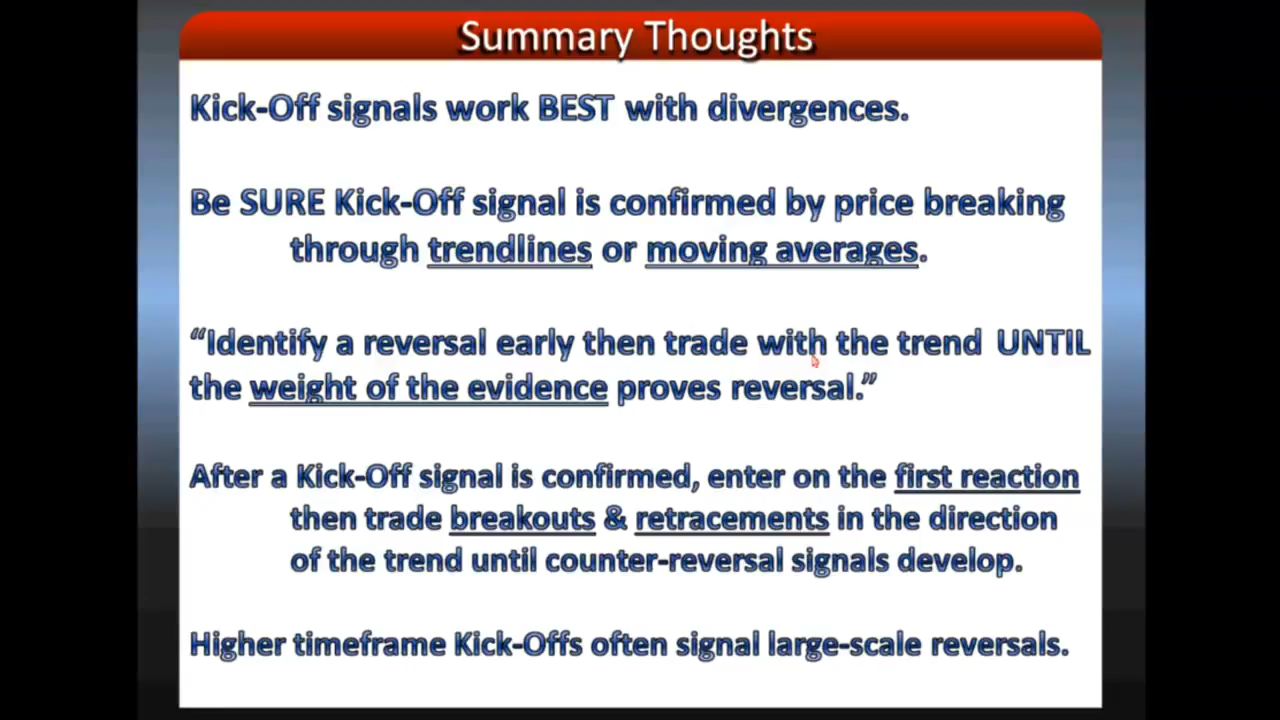 Summary Thoughts
Kick-Off signals work BEST with divergences.
Be SURE Kick-Off signal is confirmed by price breaking
through trendlines or moving averages.
“Identify a reversal early then trade with the trend UNTIL
the weight of the evidence proves reversal.”
After a Kick-Off signal is confirmed, enter on the first reaction
then trade breakouts & retracements in the direction
of the trend until counter-reversal signals develop.
Higher timeframe Kick-Offs often signal large-scale reversals.